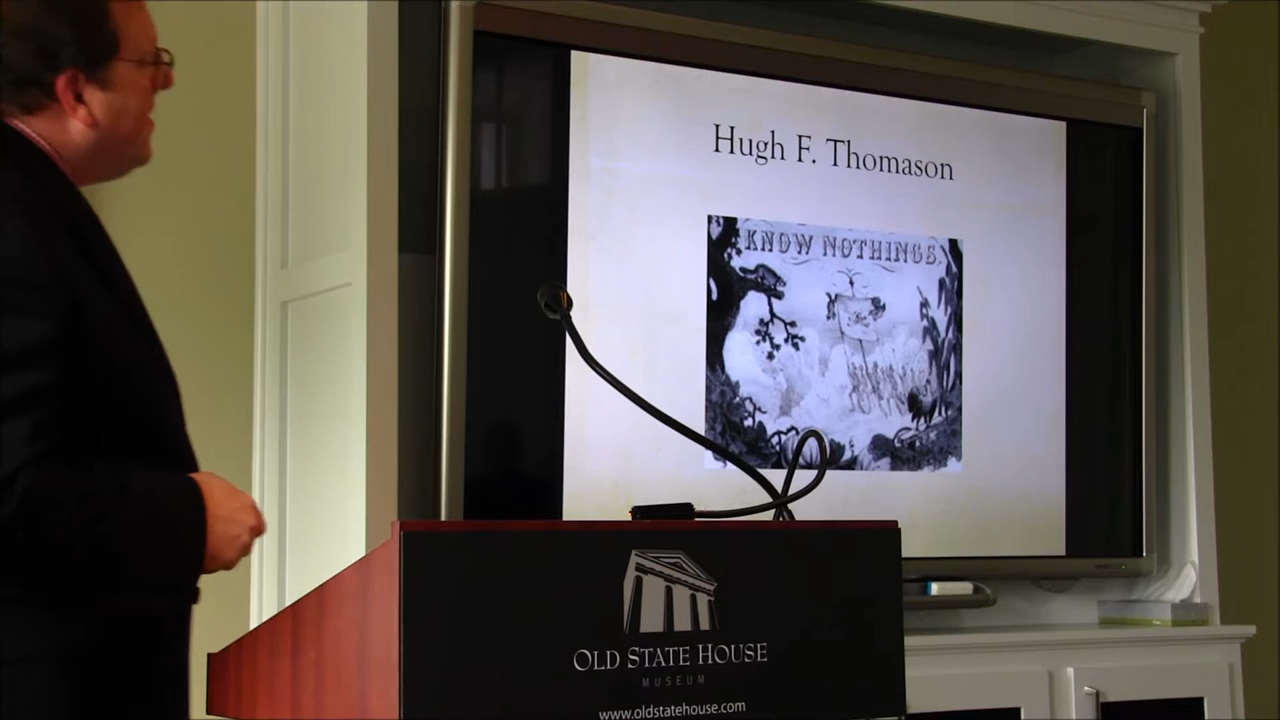 Hugh F. Thomason
KNOW NOTHINGS.
OLD STATE HOUSE
MUSEUM
www.oldstatehouse.com